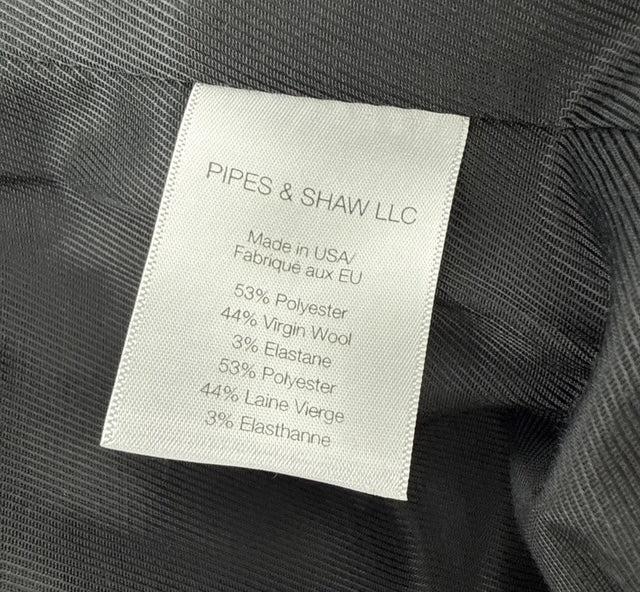 PIPES & SHAW LLC
Made in USA/
Fabriqué aux EU
53% Polyester
44% Virgin Wool
3% Elastane
53% Polyester
44% Laine Vierge
3% Elasthanne